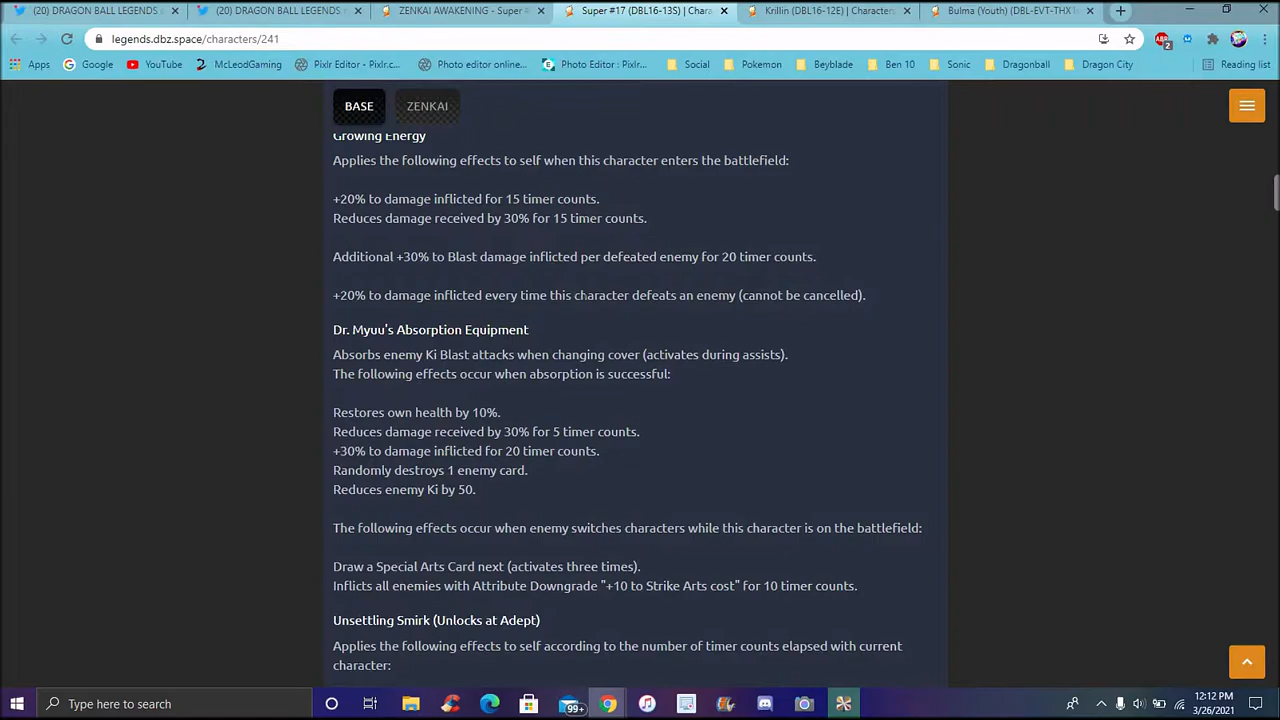 (20) DRAGON BALL LEGENDS
(20) DRAGON BALL LEGENDS
ZENKAI AWAKENING - Super #
Super #17 (DBL16-13S) | Chara
Krillin (DBL16-12E) | Characters
Bulma (Youth) (DBL-EVT-THX1
legends.dbz.space/characters/241
ABP
2
Apps
Google
YouTube
McLeodGaming
Pixlr Editor - Pixlr.c...
Photo editor online...
Photo Editor : Pixlr...
Social
Pokemon
Beyblade
Ben 10
Sonic
Dragonball
Dragon City
Reading list
BASE
ZENKAI
Growing Energy
Applies the following effects to self when this character enters the battlefield:
+20% to damage inflicted for 15 timer counts.
Reduces damage received by 30% for 15 timer counts.
Additional +30% to Blast damage inflicted per defeated enemy for 20 timer counts.
+20% to damage inflicted every time this character defeats an enemy (cannot be cancelled).
Dr. Myuu's Absorption Equipment
Absorbs enemy Ki Blast attacks when changing cover (activates during assists).
The following effects occur when absorption is successful:
Restores own health by 10%.
Reduces damage received by 30% for 5 timer counts.
+30% to damage inflicted for 20 timer counts.
Randomly destroys 1 enemy card.
Reduces enemy Ki by 50.
The following effects occur when enemy switches characters while this character is on the battlefield:
Draw a Special Arts Card next (activates three times).
Inflicts all enemies with Attribute Downgrade "+10 to Strike Arts cost" for 10 timer counts.
Unsettling Smirk (Unlocks at Adept)
Applies the following effects to self according to the number of timer counts elapsed with current
character:
Type here to search
99+
12:12 PM
3/26/2021